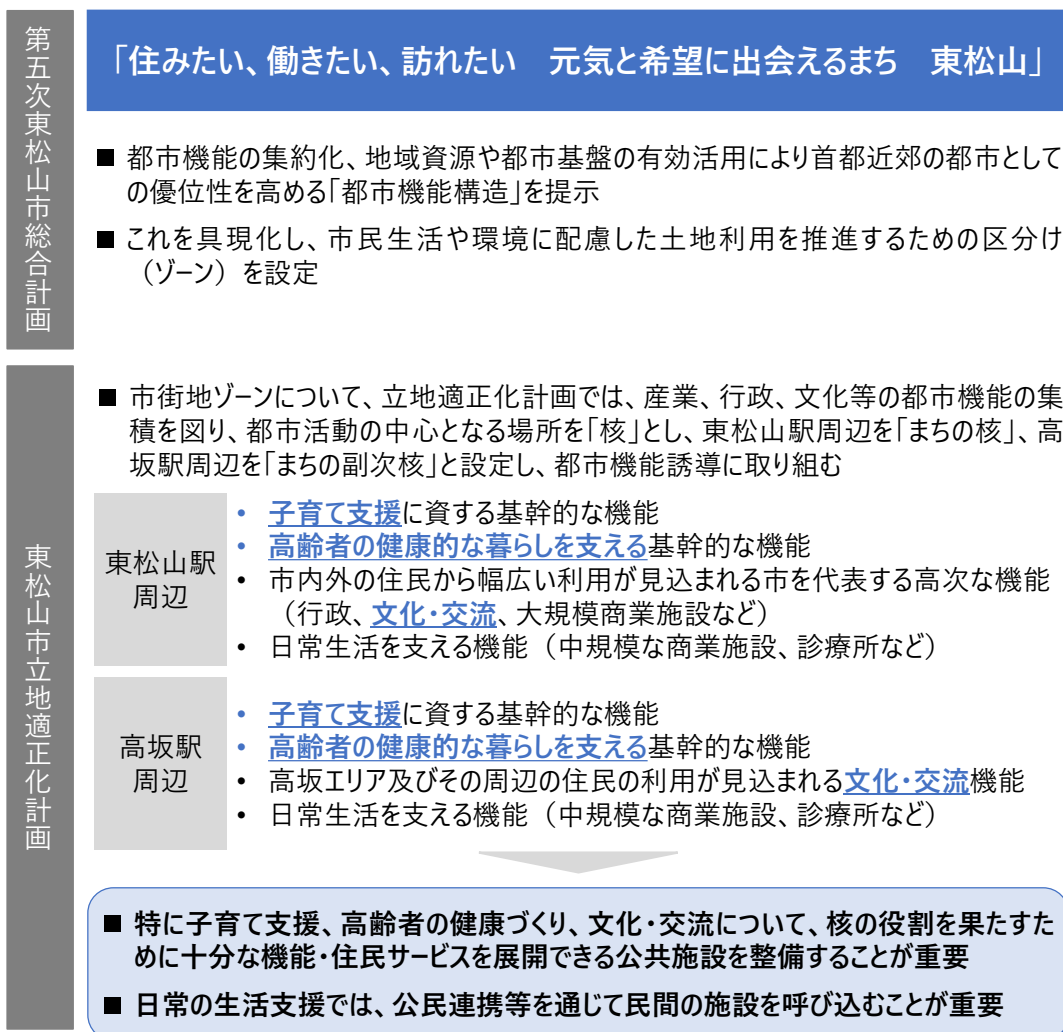 第五次東松山市総合計画
「住みたい、働きたい、訪れたい　元気と希望に出会えるまち　東松山」
■ 都市機能の集約化、地域資源や都市基盤の有効活用により首都近郊の都市として
の優位性を高める「都市機能構造」を提示
■ これを具現化し、市民生活や環境に配慮した土地利用を推進するための区分け
（ゾーン）を設定
東松山市立地適正化計画
■ 市街地ゾーンについて、立地適正化計画では、産業、行政、文化等の都市機能の集
積を図り、都市活動の中心となる場所を「核」とし、東松山駅周辺を「まちの核」、高
坂駅周辺を「まちの副次核」と設定し、都市機能誘導に取り組む
東松山駅
周辺
• 子育て支援に資する基幹的な機能
• 高齢者の健康的な暮らしを支える基幹的な機能
• 市内外の住民から幅広い利用が見込まれる市を代表する高次な機能
（行政、文化・交流、大規模商業施設など）
• 日常生活を支える機能（中規模な商業施設、診療所など）
高坂駅
周辺
• 子育て支援に資する基幹的な機能
• 高齢者の健康的な暮らしを支える基幹的な機能
• 高坂エリア及びその周辺の住民の利用が見込まれる文化・交流機能
• 日常生活を支える機能（中規模な商業施設、診療所など）
■ 特に子育て支援、高齢者の健康づくり、文化・交流について、核の役割を果たすた
めに十分な機能・住民サービスを展開できる公共施設を整備することが重要
■ 日常の生活支援では、公民連携等を通じて民間の施設を呼び込むことが重要